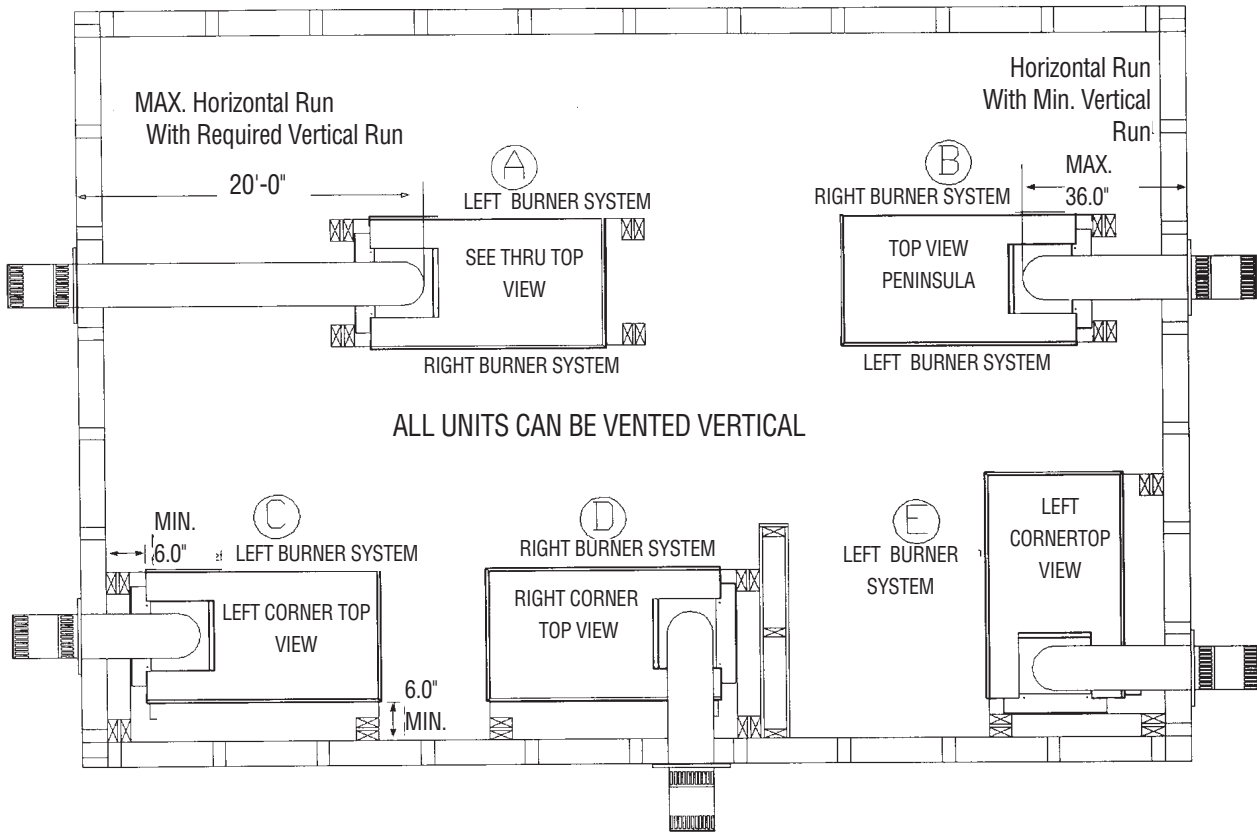 MAX. Horizontal Run
With Required Vertical Run
20'-0"
A
LEFT BURNER SYSTEM
SEE THRU TOP
VIEW
RIGHT BURNER SYSTEM
Horizontal Run
With Min. Vertical
Run
B
MAX.
36.0"
RIGHT BURNER SYSTEM
TOP VIEW
PENINSULA
LEFT BURNER SYSTEM
ALL UNITS CAN BE VENTED VERTICAL
C
MIN.
6.0"
LEFT BURNER SYSTEM
LEFT CORNER TOP
VIEW
6.0"
MIN.
D
RIGHT BURNER SYSTEM
RIGHT CORNER
TOP VIEW
E
LEFT BURNER
SYSTEM
LEFT
CORNERTOP
VIEW